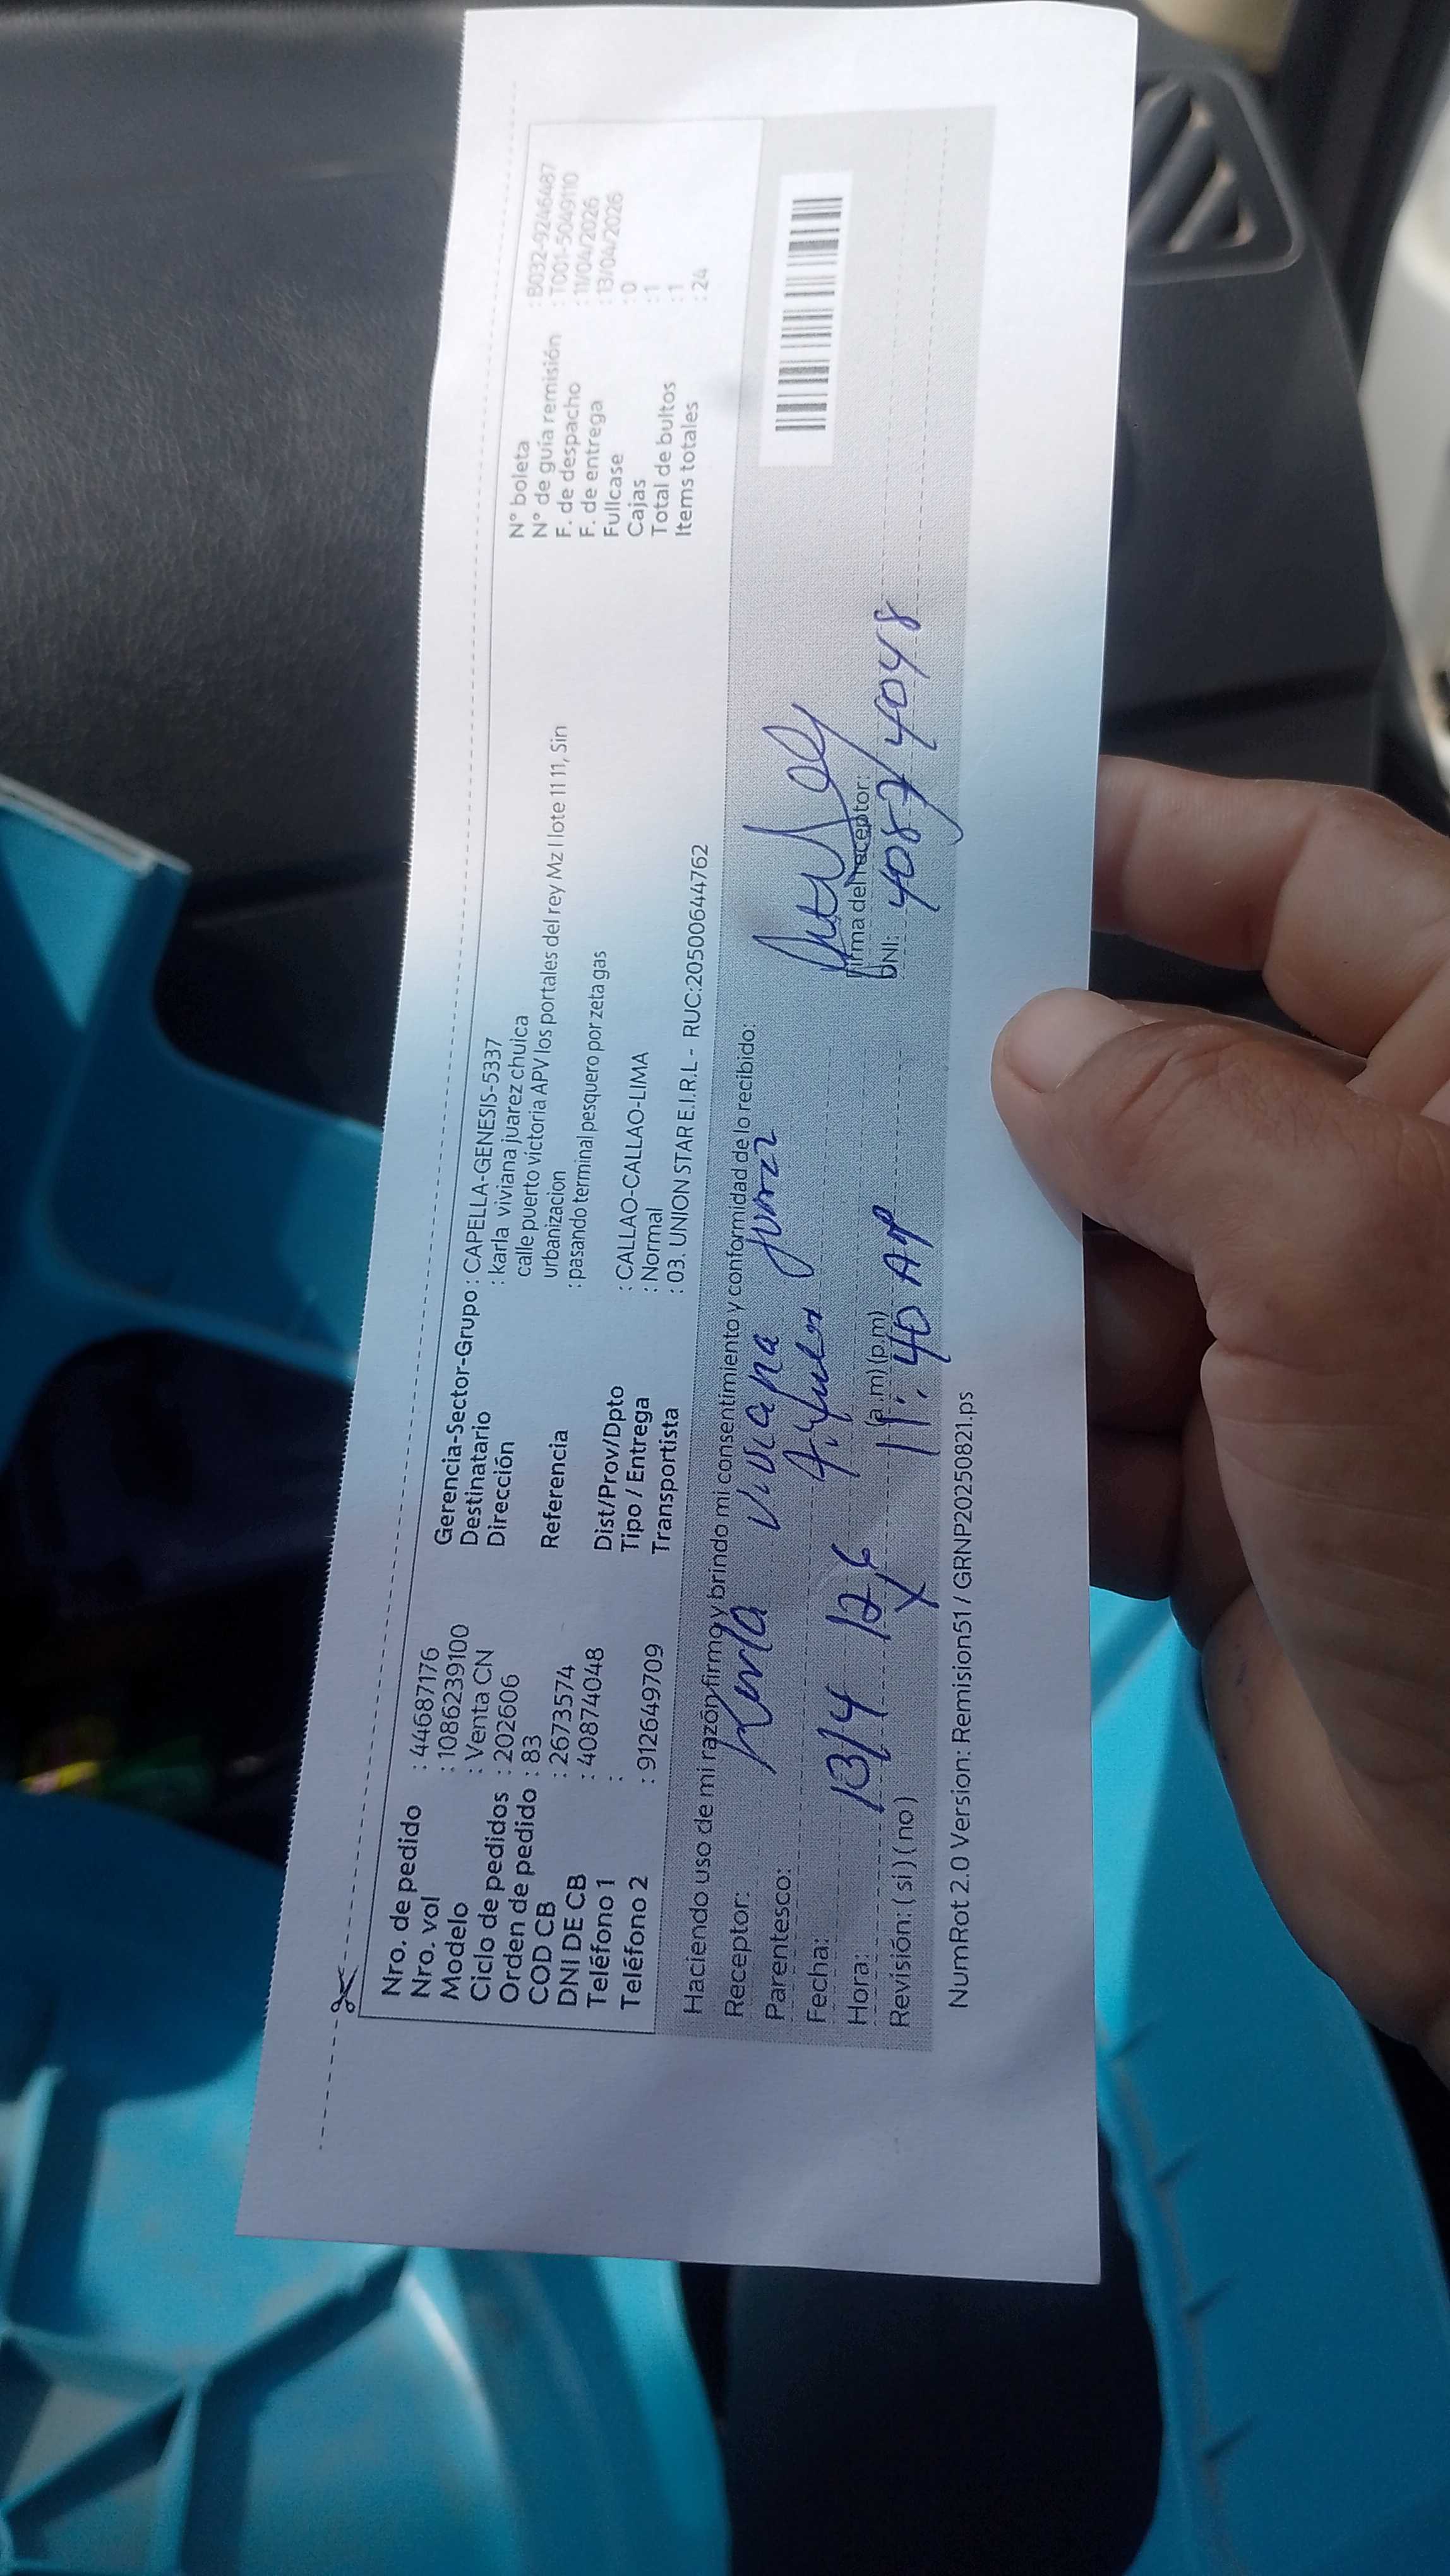 Nro. de pedido : 44687176
Nro. vol : 1086239100
Modelo : Venta CN
Ciclo de pedidos : 202606
Orden de pedido : 83
COD CB : 2673574
DNI DE CB : 40874048
Teléfono 1 :
Teléfono 2 : 912649709
Gerencia-Sector-Grupo : CAPELLA-GENESIS-5337
Destinatario : karla viviana juarez chuica
Dirección calle puerto victoria APV los portales del rey Mz I lote 11 11, Sin
urbanizacion
Referencia : pasando terminal pesquero por zeta gas
Dist/Prov/Dpto : CALLAO-CALLAO-LIMA
Tipo / Entrega : Normal
Transportista : 03. UNION STAR E.I.R.L - RUC:20500644762
N° boleta : B032-92464487
N° de guía remisión : T001-50491110
F. de despacho : 11/04/2026
F. de entrega : 13/04/2026
Fullcase : 0
Cajas : 1
Total de bultos : 1
Items totales : 24
Haciendo uso de mi razón firmo y brindo mi consentimiento y conformidad de lo recibido:
Receptor: Karla Viviana Juarez
Parentesco:
Fecha: 13/4/26
Hora: (a.m) (p.m) 11:40
Revisión: ( si ) ( no ) X
Firma del receptor:
DNI: 40874048
NumRot 2.0 Version: Remision51 / GRNP20250821.ps